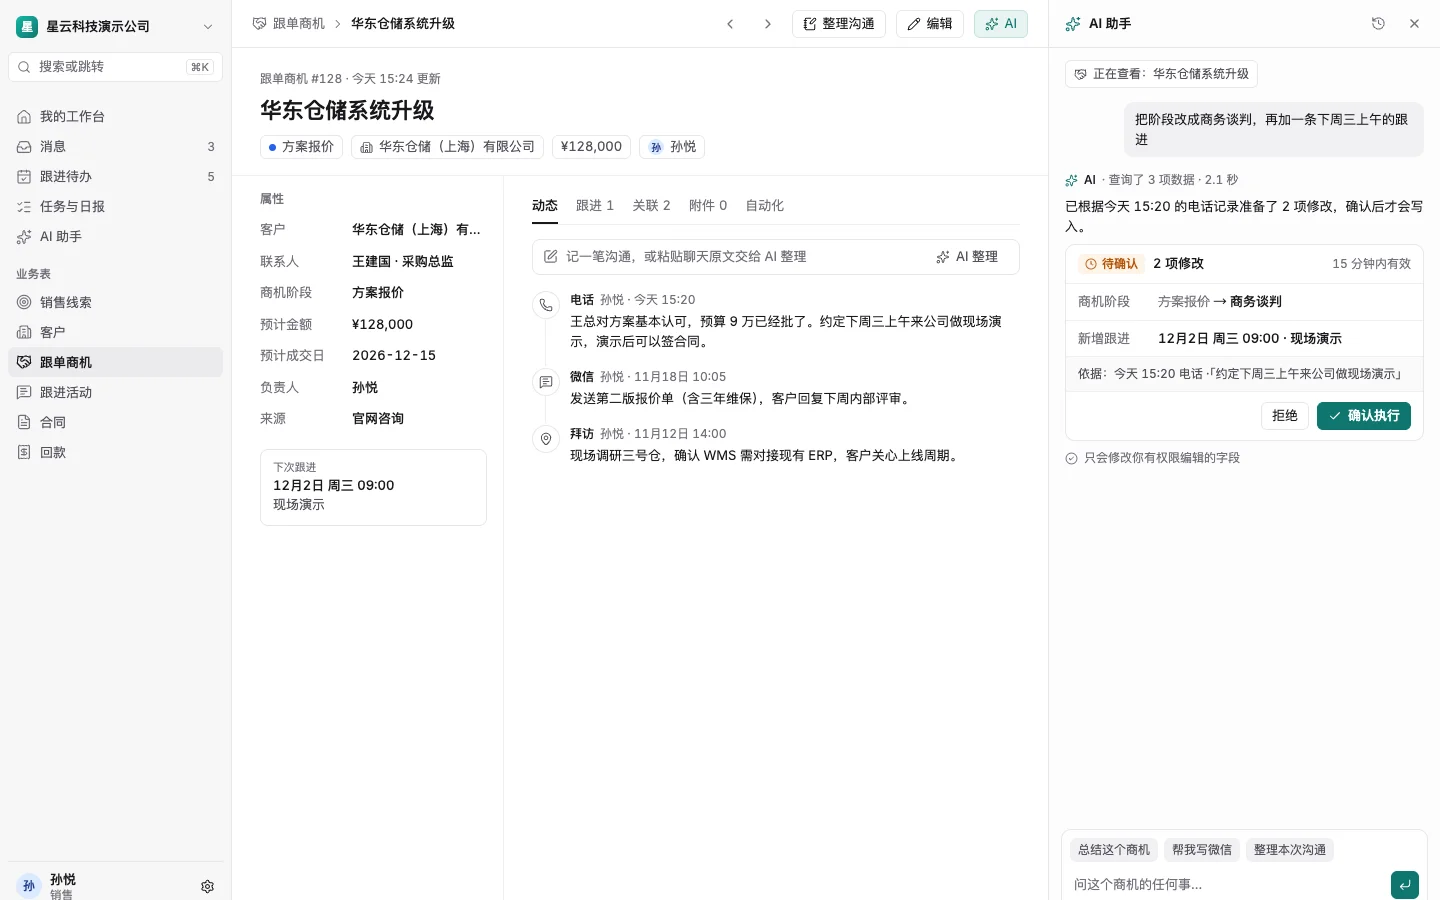 星 星云科技演示公司
搜索或跳转 ⌘K
我的工作台
消息 3
跟进待办 5
任务与日报
AI 助手
业务表
销售线索
客户
跟单商机
跟进活动
合同
回款
孙 孙悦
销售
跟单商机 > 华东仓储系统升级
整理沟通 编辑 AI
跟单商机 #128 · 今天 15:24 更新
华东仓储系统升级
方案报价 华东仓储（上海）有限公司 ¥128,000 孙 孙悦
属性
客户 华东仓储（上海）有...
联系人 王建国 · 采购总监
商机阶段 方案报价
预计金额 ¥128,000
预计成交日 2026-12-15
负责人 孙悦
来源 官网咨询
下次跟进
12月2日 周三 09:00
现场演示
动态 跟进 1 关联 2 附件 0 自动化
记一笔沟通，或粘贴聊天原文交给 AI 整理 AI 整理
电话 孙悦 · 今天 15:20
王总对方案基本认可，预算 9 万已经批了。约定下周三上午来公司做现场演
示，演示后可以签合同。
微信 孙悦 · 11月18日 10:05
发送第二版报价单（含三年维保），客户回复下周内部评审。
拜访 孙悦 · 11月12日 14:00
现场调研三号仓，确认 WMS 需对接现有 ERP，客户关心上线周期。
AI 助手
正在查看：华东仓储系统升级
把阶段改成商务谈判，再加一条下周三上午的跟
进
AI · 查询了 3 项数据 · 2.1 秒
已根据今天 15:20 的电话记录准备了 2 项修改，确认后才会写
入。
待确认 2 项修改 15 分钟内有效
商机阶段 方案报价 → 商务谈判
新增跟进 12月2日 周三 09:00 · 现场演示
依据：今天 15:20 电话 ·「约定下周三上午来公司做现场演示」
拒绝 确认执行
只会修改你有权限编辑的字段
总结这个商机 帮我写微信 整理本次沟通
问这个商机的任何事...